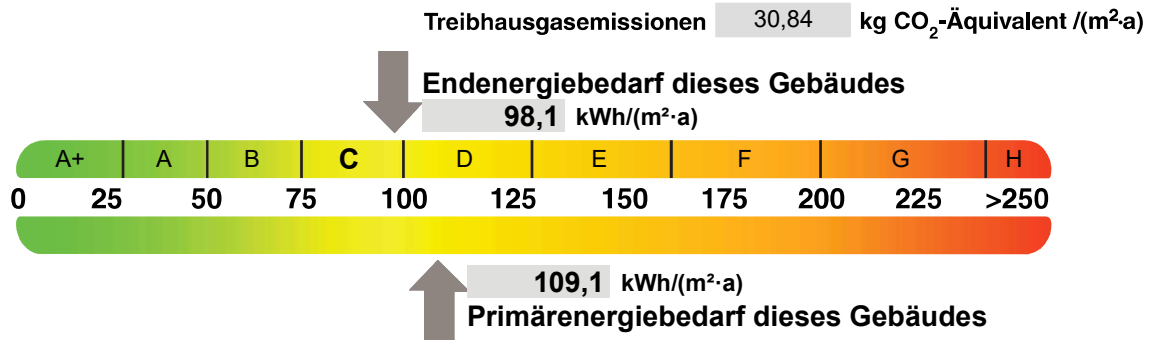 Treibhausgasemissionen 30,84 kg CO₂-Äquivalent /(m²·a)
Endenergiebedarf dieses Gebäudes
98,1 kWh/(m²·a)
A+ A B C D E F G H
0 25 50 75 100 125 150 175 200 225 >250
109,1 kWh/(m²·a)
Primärenergiebedarf dieses Gebäudes